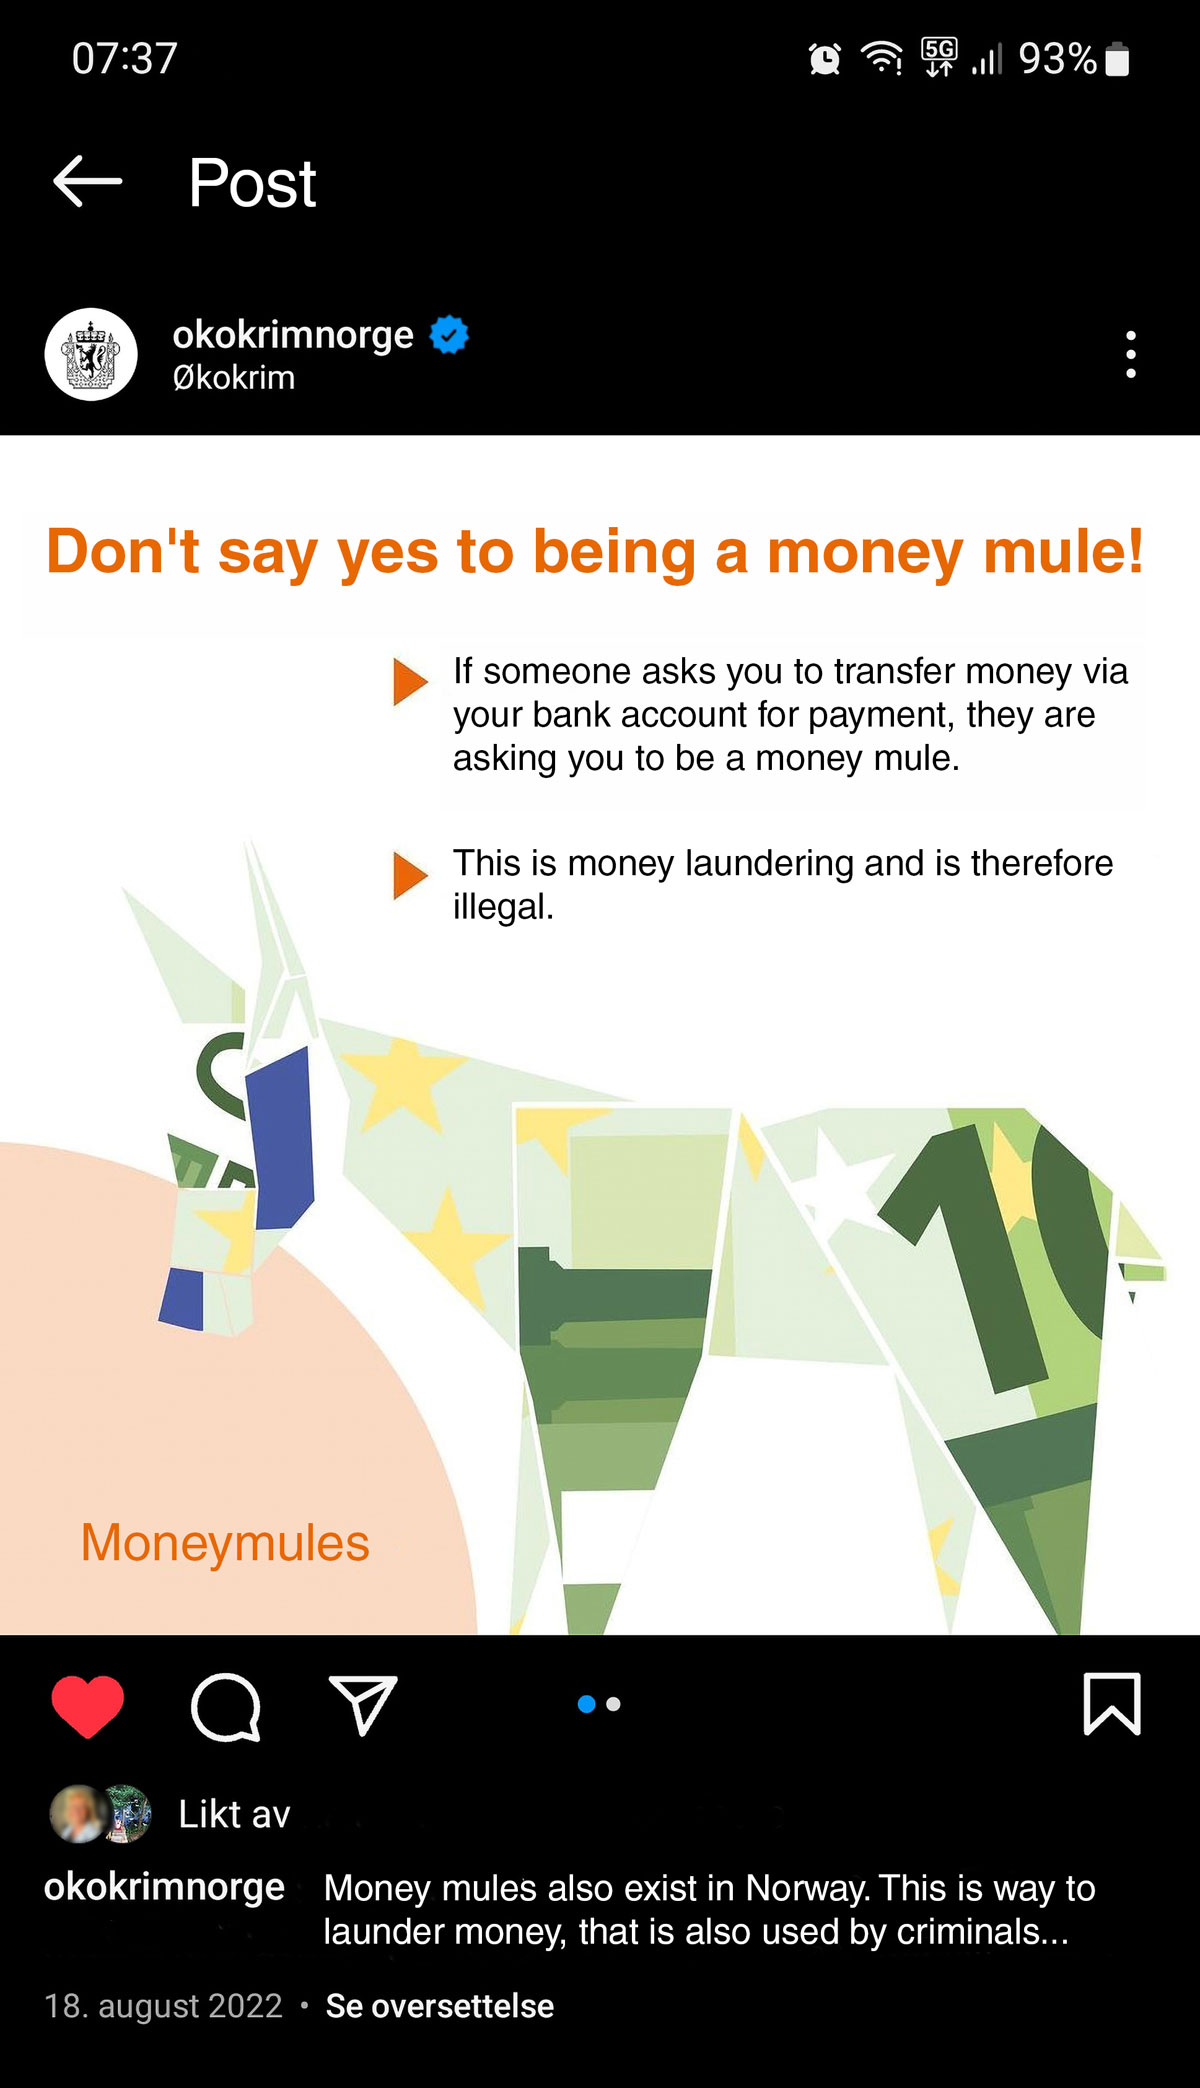 07:37
5G
93%
Post
okokrimnorge
Økokrim
Don't say yes to being a money mule!
If someone asks you to transfer money via
your bank account for payment, they are
asking you to be a money mule.
This is money laundering and is therefore
illegal.
10
Moneymules
Likt av
okokrimnorge Money mules also exist in Norway. This is way to
launder money, that is also used by criminals...
18. august 2022 • Se oversettelse